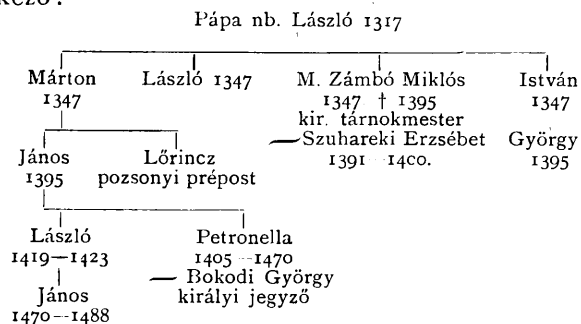 kező:
Pápa nb. László 1317
Márton László 1347 M. Zámbó Miklós István
1347 1347 † 1395 1347
kir. tárnokmester
János Lőrincz — Szuhareki Erzsébet György
1395 pozsonyi prépost 1391—1400. 1395
László Petronella
1419—1423 1405—1470
— Bokodi György
János királyi jegyző
1470—1488